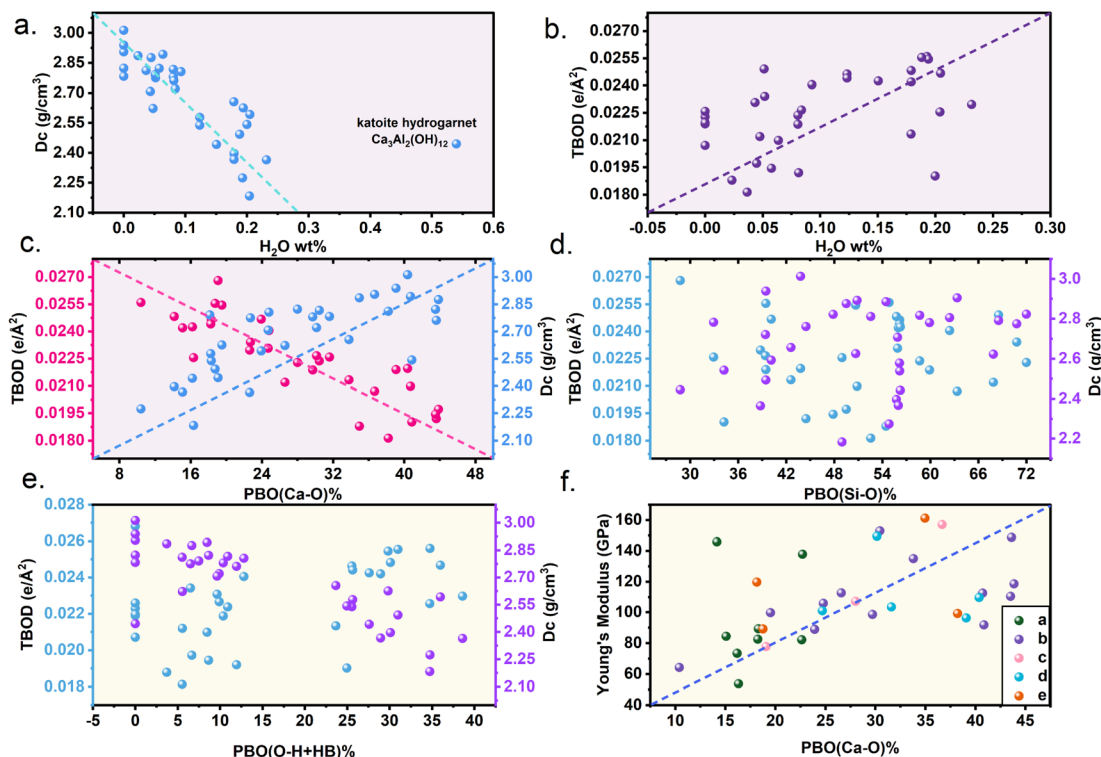 a.
3.00
2.85
2.70
2.55
2.40
2.25
2.10
Dc (g/cm³)
katoite hydrogarnet
Ca₃Al₂(OH)₁₂
0.0 0.1 0.2 0.3 0.4 0.5 0.6
H₂O wt%
b.
0.0270
0.0255
0.0240
0.0225
0.0210
0.0195
0.0180
TBOD (e/Å²)
-0.05 0.00 0.05 0.10 0.15 0.20 0.25 0.30
H₂O wt%
c.
0.0270
0.0255
0.0240
0.0225
0.0210
0.0195
0.0180
TBOD (e/Å²)
3.00
2.85
2.70
2.55
2.40
2.25
2.10
Dc (g/cm³)
8 16 24 32 40 48
PBO(Ca-O)%
d.
0.0270
0.0255
0.0240
0.0225
0.0210
0.0195
0.0180
TBOD (e/Å²)
3.0
2.8
2.6
2.4
2.2
Dc (g/cm³)
30 36 42 48 54 60 66 72
PBO(Si-O)%
e.
0.028
0.026
0.024
0.022
0.020
0.018
TBOD (e/Å²)
3.00
2.85
2.70
2.55
2.40
2.25
2.10
Dc (g/cm³)
-5 0 5 10 15 20 25 30 35 40
PBO(O-H+HB)%
f.
160
140
120
100
80
60
40
Young's Modulus (GPa)
a
b
c
d
e
10 15 20 25 30 35 40 45
PBO(Ca-O)%